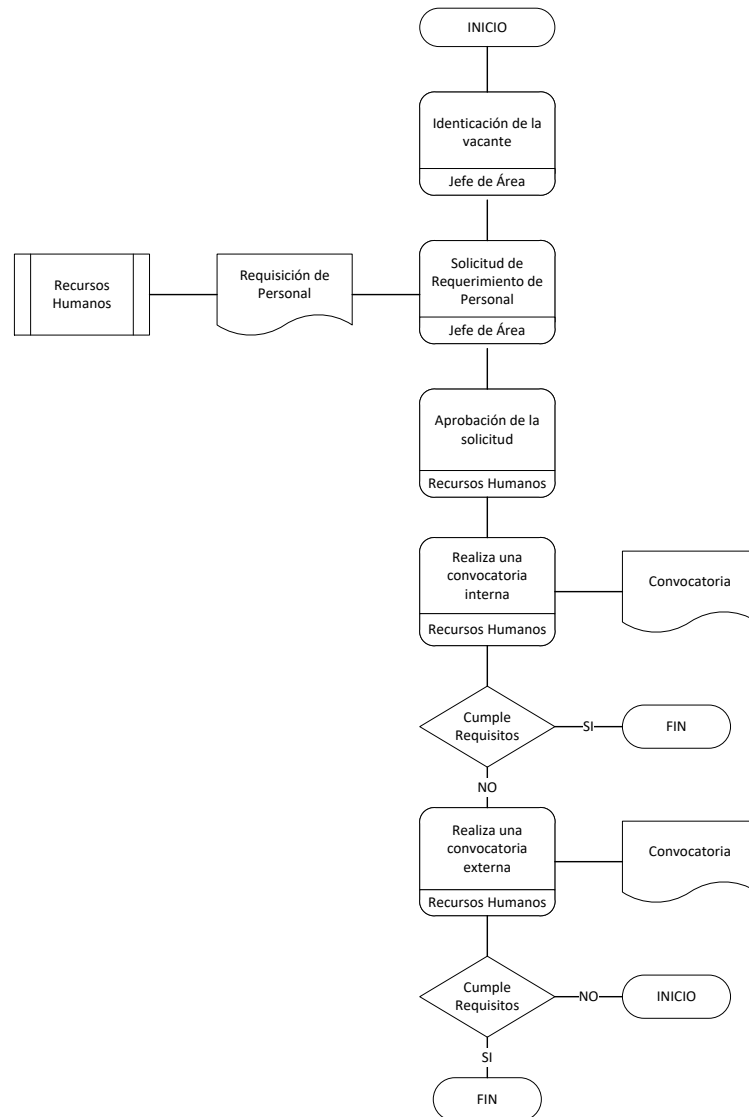 INICIO
Identicación de la
vacante
Jefe de Área
Recursos
Humanos
Requisición de
Personal
Solicitud de
Requerimiento de
Personal
Jefe de Área
Aprobación de la
solicitud
Recursos Humanos
Realiza una
convocatoria
interna
Recursos Humanos
Convocatoria
Cumple
Requisitos
SI
FIN
NO
Realiza una
convocatoria
externa
Recursos Humanos
Convocatoria
Cumple
Requisitos
NO
INICIO
SI
FIN